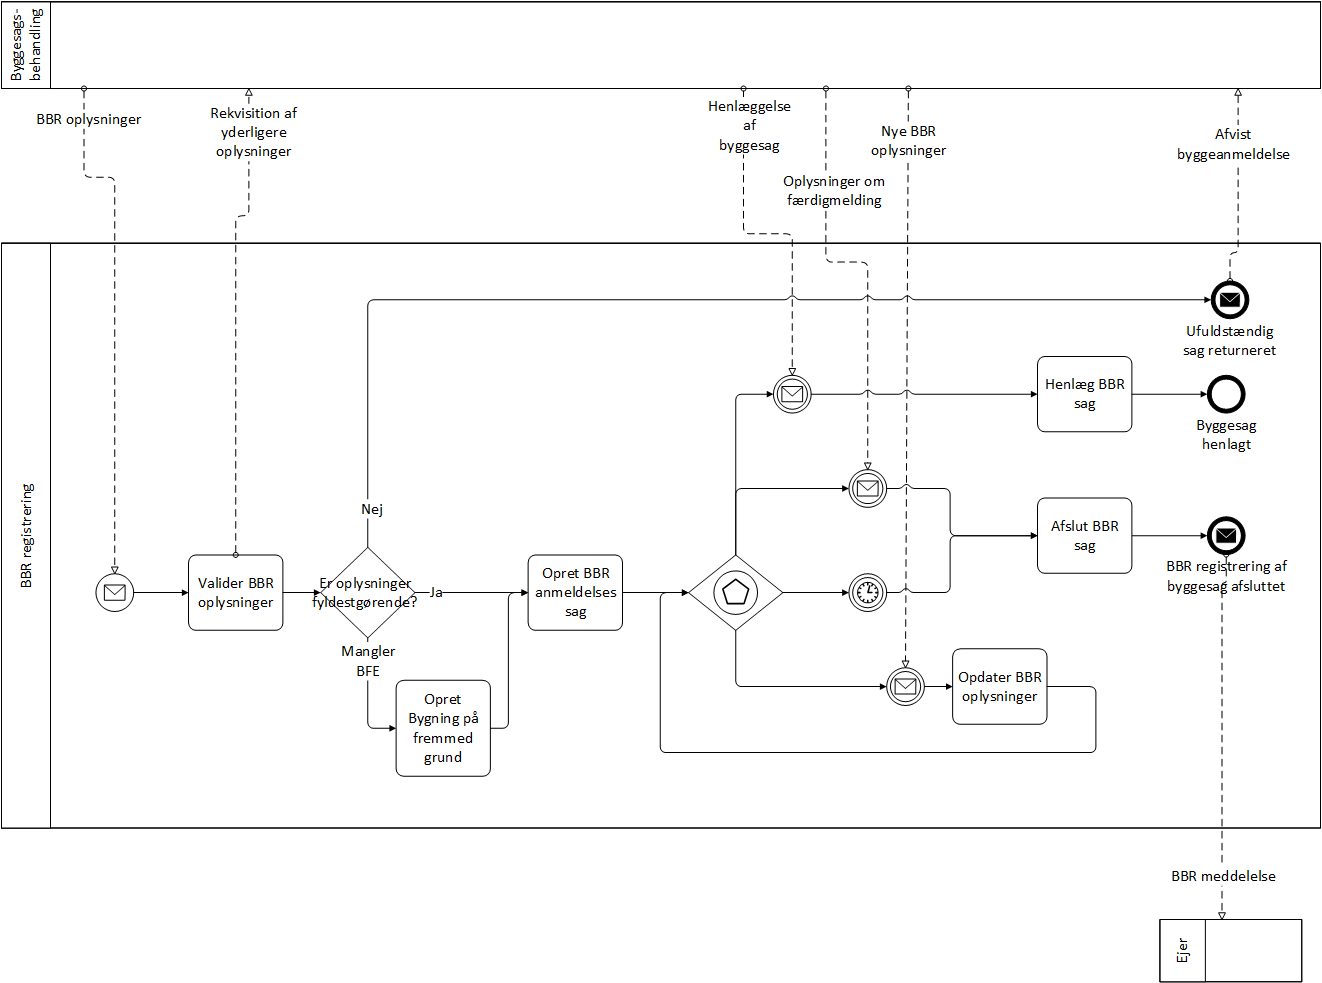 Byggesags-
behandling
BBR oplysninger
Rekvisition af
yderligere
oplysninger
Henlæggelse
af
byggesag
Oplysninger om
færdigmelding
Nye BBR
oplysninger
Afvist
byggeanmeldelse
BBR registrering
Ufuldstændig
sag returneret
Henlæg BBR
sag
Byggesag
henlagt
Nej
Afslut BBR
sag
BBR registrering af
byggesag afsluttet
Valider BBR
oplysninger
Er oplysninger
fyldestgørende?
Ja
Opret BBR
anmeldelses
sag
Mangler
BFE
Opret
Bygning på
fremmed
grund
Opdater BBR
oplysninger
BBR meddelelse
Ejer